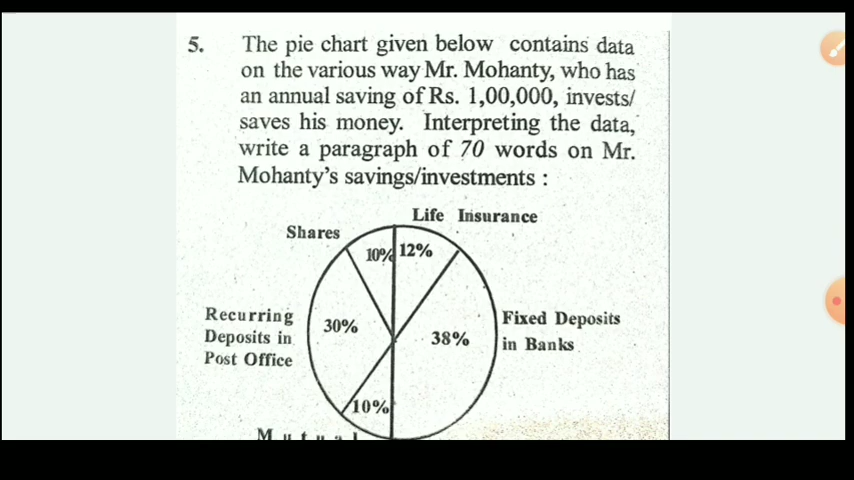 5. The pie chart given below contains data
on the various way Mr. Mohanty, who has
an annual saving of Rs. 1,00,000, invests/
saves his money. Interpreting the data,
write a paragraph of 70 words on Mr.
Mohanty's savings/investments :
Life Insurance
Shares
10% 12%
Recurring
Deposits in
Post Office
30%
38%
Fixed Deposits
in Banks
10%
Mutual